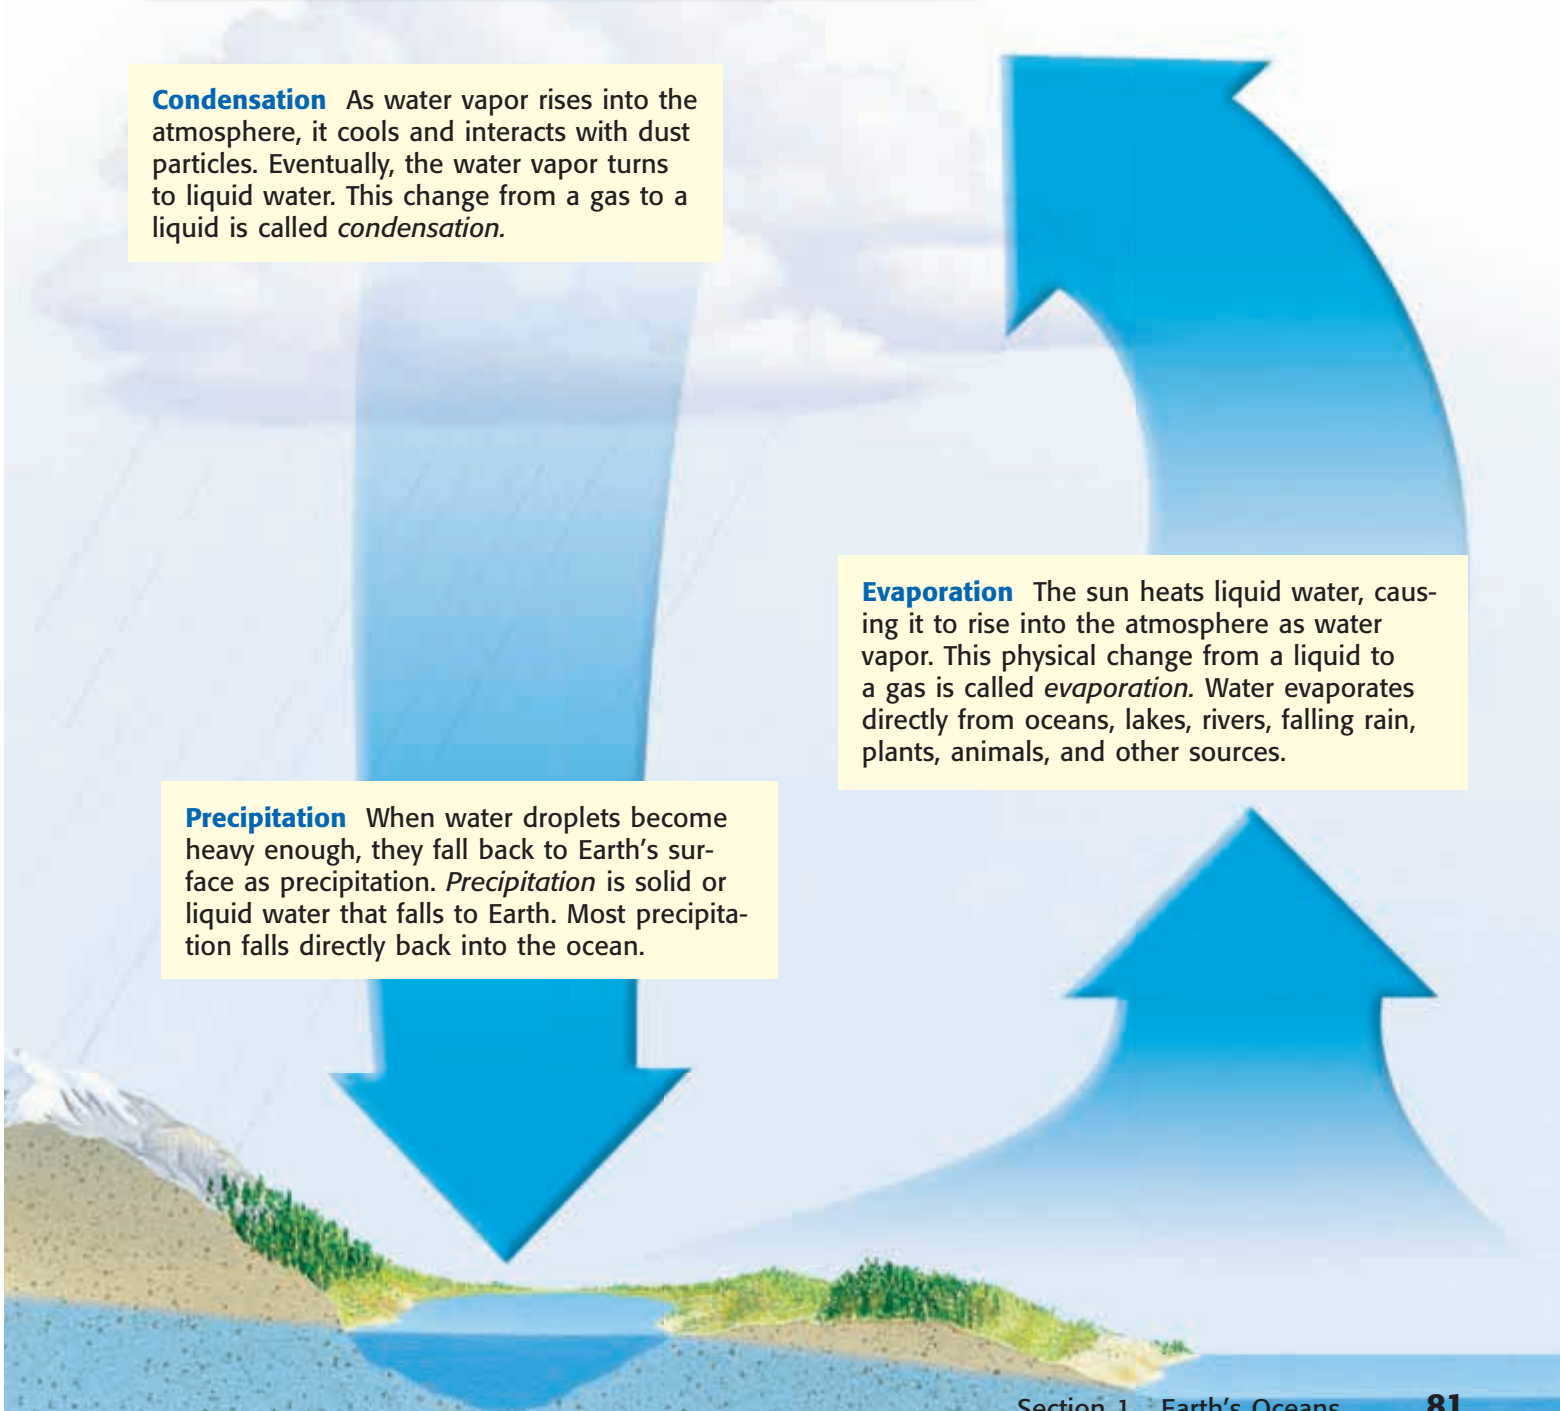 Condensation As water vapor rises into the
atmosphere, it cools and interacts with dust
particles. Eventually, the water vapor turns
to liquid water. This change from a gas to a
liquid is called condensation.
Evaporation The sun heats liquid water, caus-
ing it to rise into the atmosphere as water
vapor. This physical change from a liquid to
a gas is called evaporation. Water evaporates
directly from oceans, lakes, rivers, falling rain,
plants, animals, and other sources.
Precipitation When water droplets become
heavy enough, they fall back to Earth’s sur-
face as precipitation. Precipitation is solid or
liquid water that falls to Earth. Most precipita-
tion falls directly back into the ocean.
Section 1 Earth’s Oceans 81